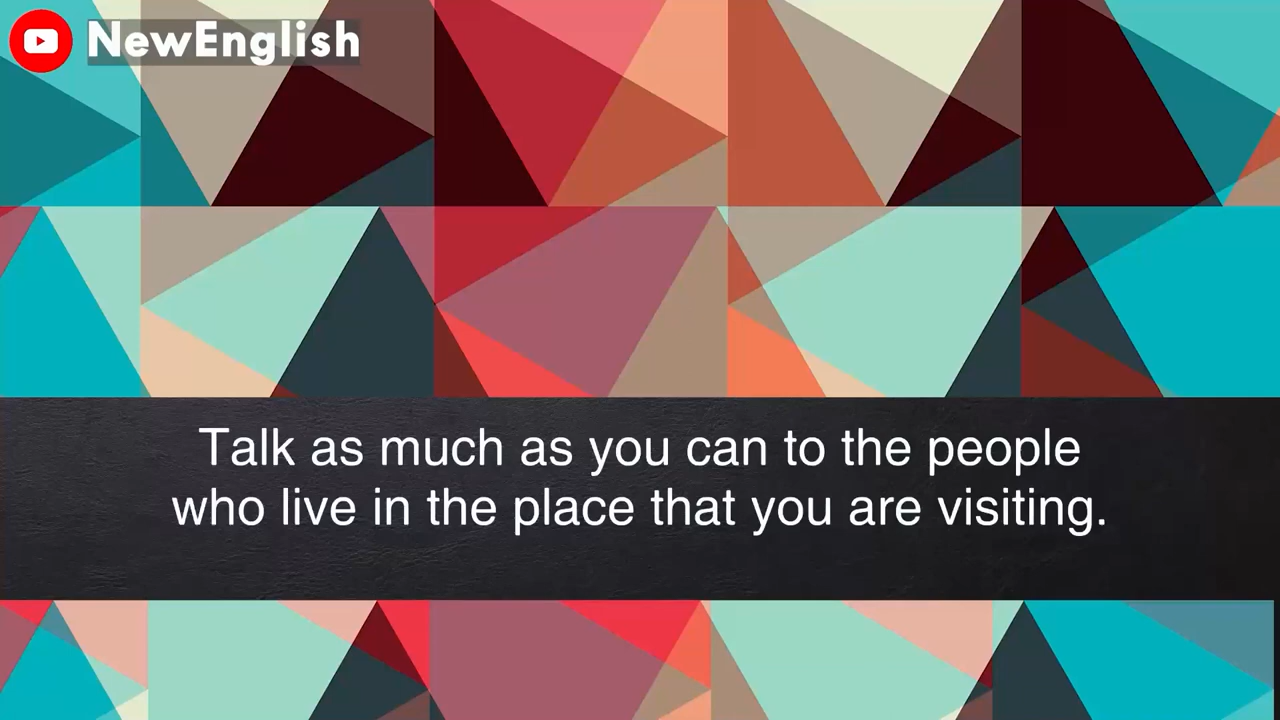 NewEnglish
Talk as much as you can to the people
who live in the place that you are visiting.